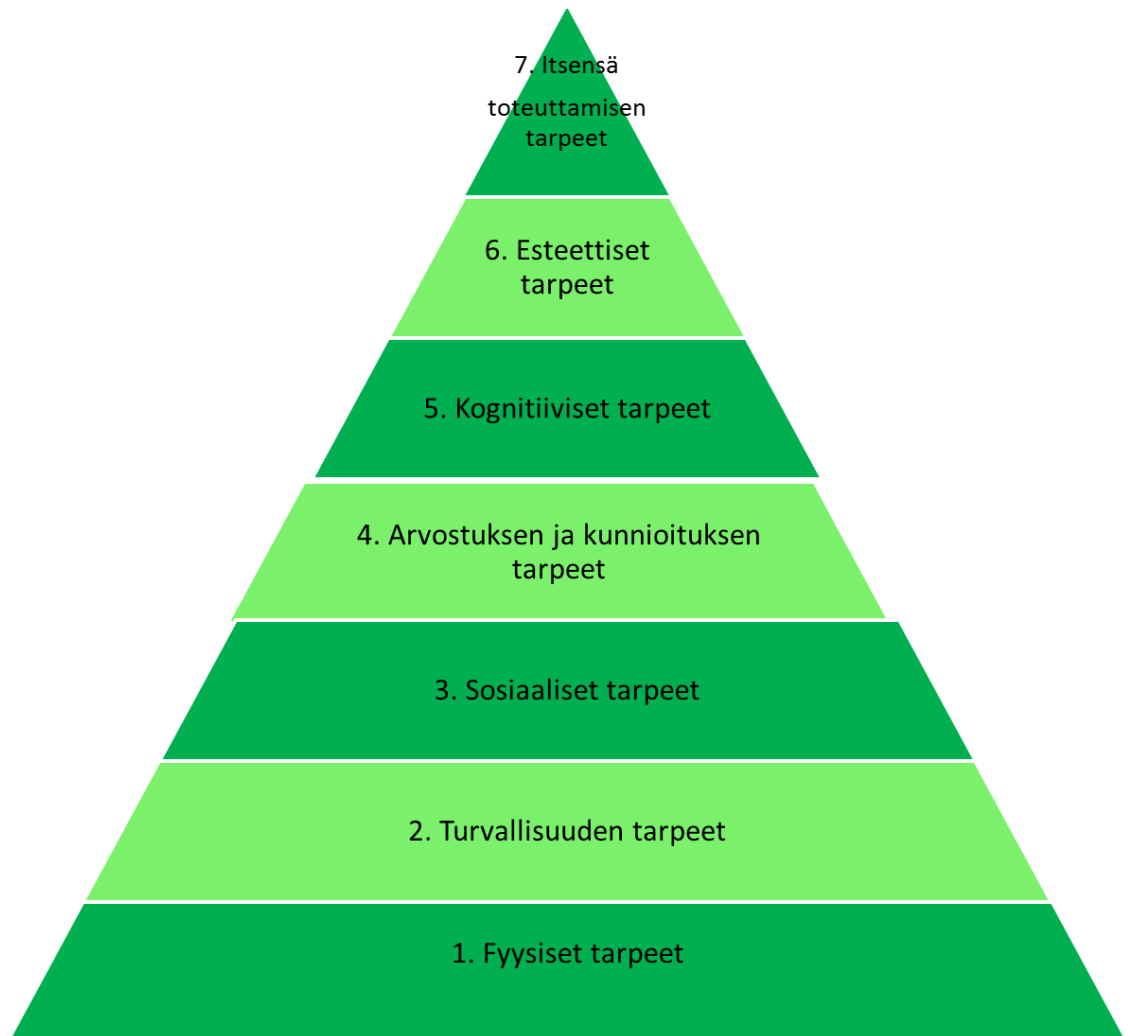 7. Itsensä
toteuttamisen
tarpeet
6. Esteettiset
tarpeet
5. Kognitiiviset tarpeet
4. Arvostuksen ja kunnioituksen
tarpeet
3. Sosiaaliset tarpeet
2. Turvallisuuden tarpeet
1. Fyysiset tarpeet